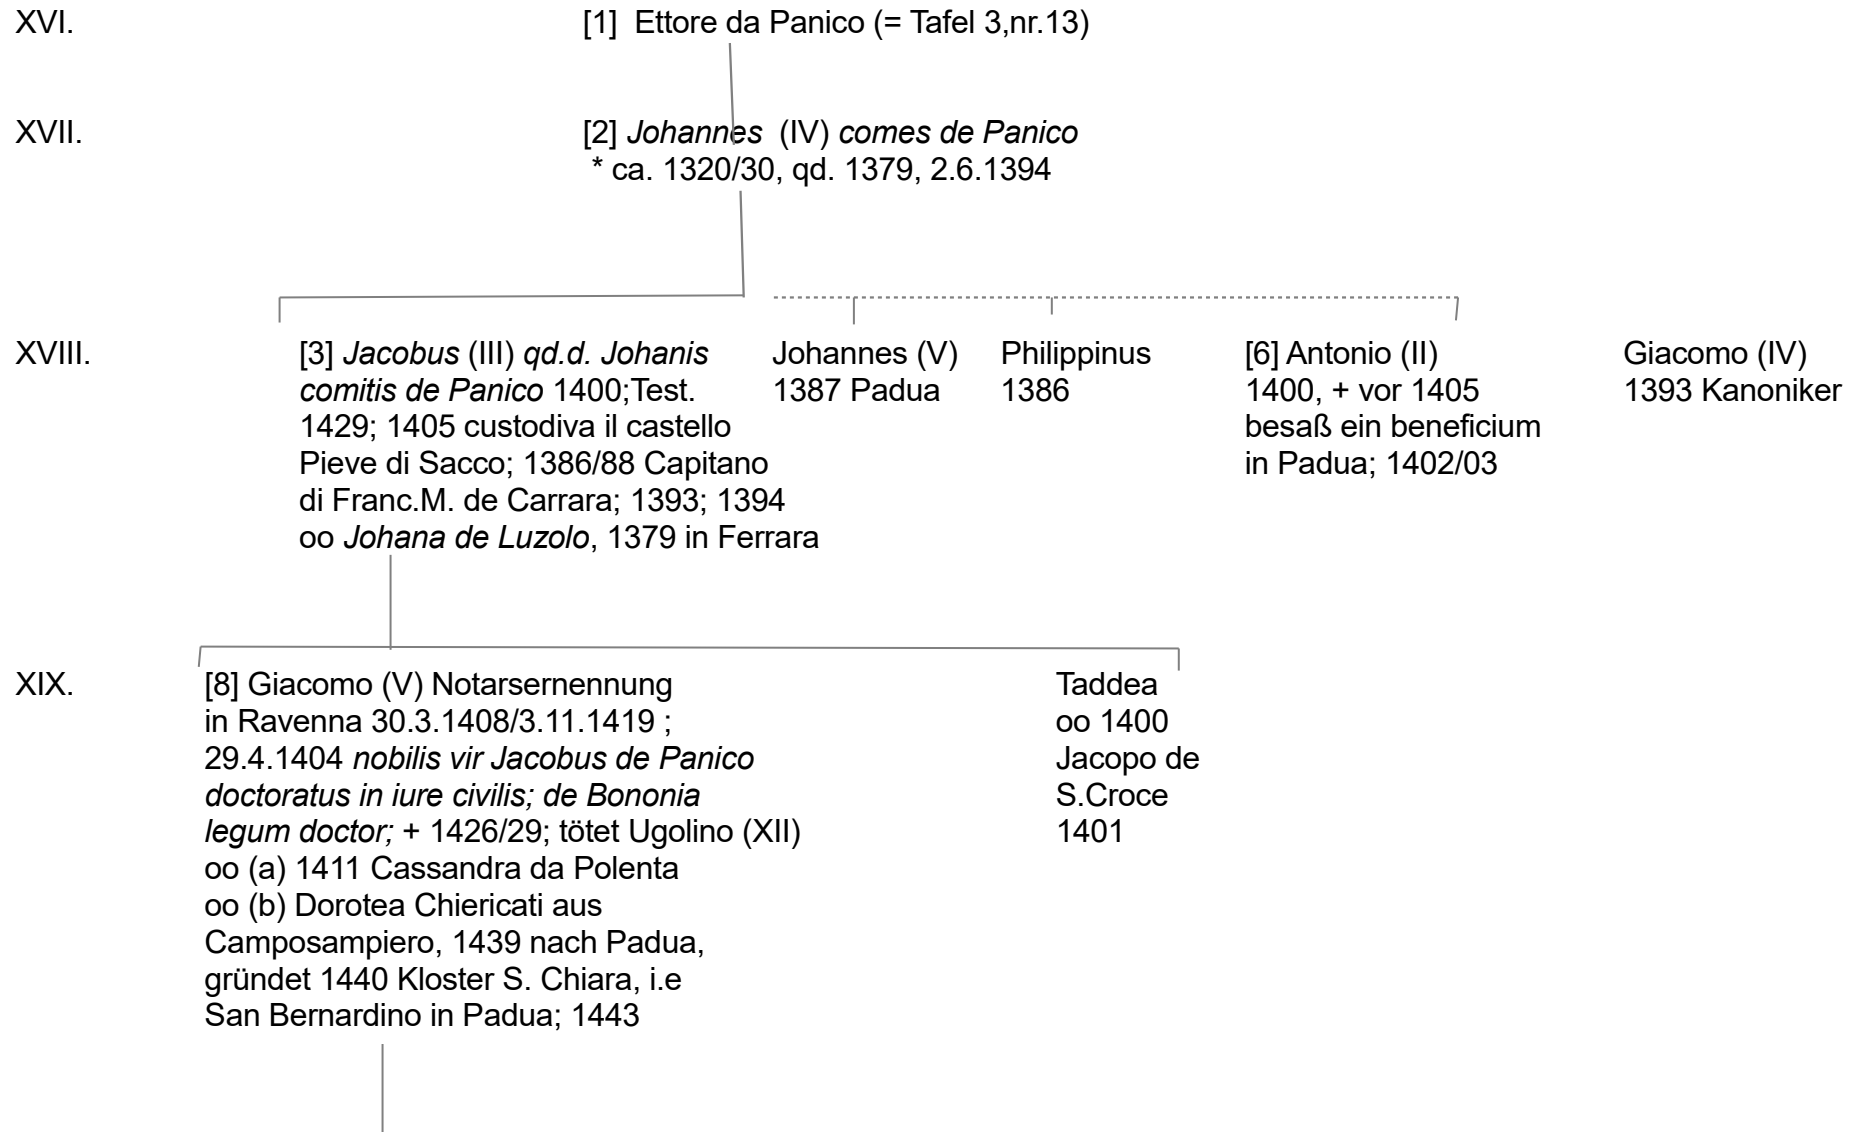 XVI. [1] Ettore da Panico (= Tafel 3,nr.13)
XVII. [2] Johannes (IV) comes de Panico
* ca. 1320/30, qd. 1379, 2.6.1394
XVIII. [3] Jacobus (III) qd.d. Johanis
comitis de Panico 1400;Test.
1429; 1405 custodiva il castello
Pieve di Sacco; 1386/88 Capitano
di Franc.M. de Carrara; 1393; 1394
oo Johana de Luzolo, 1379 in Ferrara
Johannes (V)
1387 Padua
Philippinus
1386
[6] Antonio (II)
1400, + vor 1405
besaß ein beneficium
in Padua; 1402/03
Giacomo (IV)
1393 Kanoniker
XIX. [8] Giacomo (V) Notarsernennung
in Ravenna 30.3.1408/3.11.1419 ;
29.4.1404 nobilis vir Jacobus de Panico
doctoratus in iure civilis; de Bononia
legum doctor; + 1426/29; tötet Ugolino (XII)
oo (a) 1411 Cassandra da Polenta
oo (b) Dorotea Chiericati aus
Camposampiero, 1439 nach Padua,
gründet 1440 Kloster S. Chiara, i.e
San Bernardino in Padua; 1443
Taddea
oo 1400
Jacopo de
S.Croce
1401